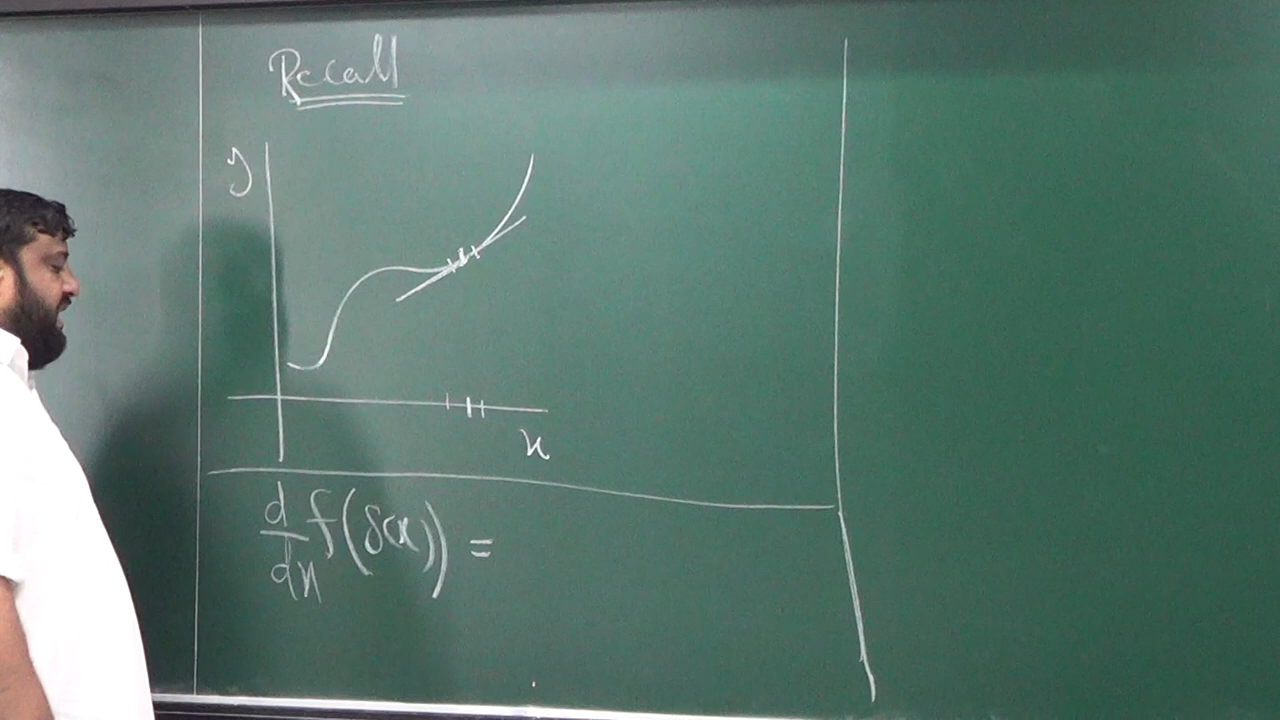 Recall
y
x
d/dx f(g(x)) =